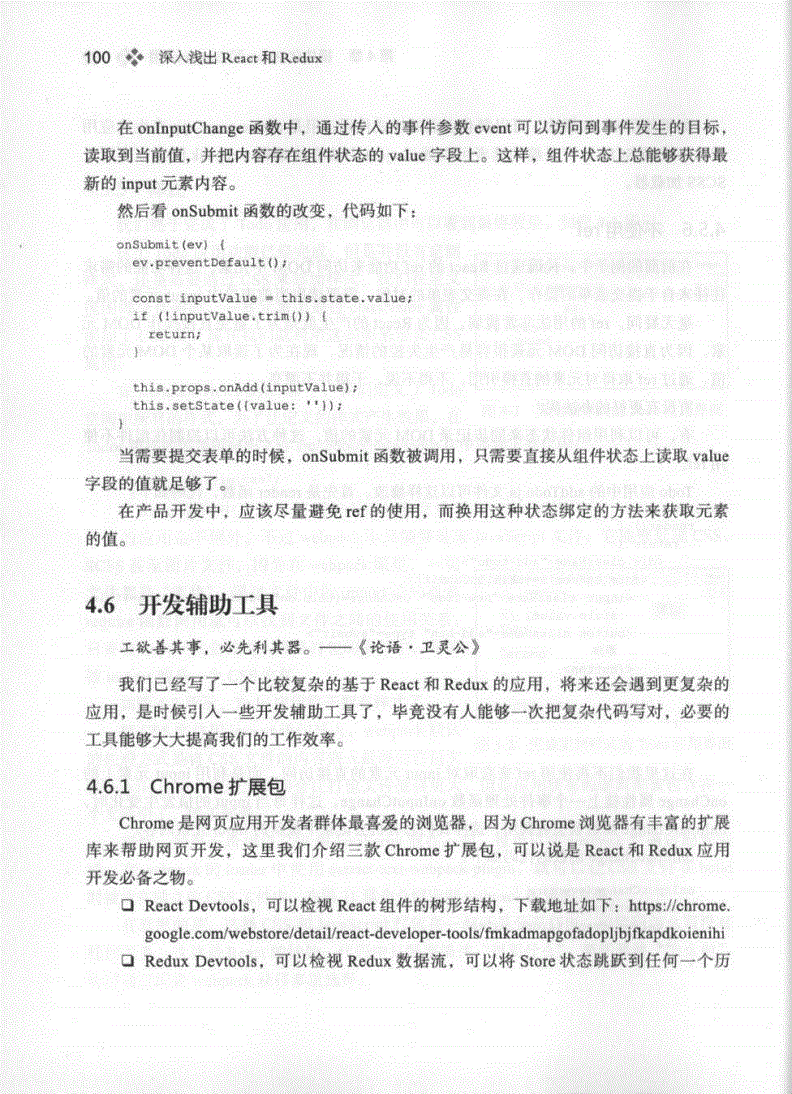 100 深入浅出 React 和 Redux
在 onInputChange 函数中，通过传入的事件参数 event 可以访问到事件发生的目标，
读取到当前值，并把内容存在组件状态的 value 字段上。这样，组件状态上总能够获得最
新的 input 元素内容。
然后看 onSubmit 函数的改变，代码如下：
onSubmit(ev) {
ev.preventDefault();
const inputValue = this.state.value;
if (!inputValue.trim()) {
return;
}
this.props.onAdd(inputValue);
this.setState({value: ''});
}
当需要提交表单的时候，onSubmit 函数被调用，只需要直接从组件状态上读取 value
字段的值就足够了。
在产品开发中，应该尽量避免 ref 的使用，而换用这种状态绑定的方法来获取元素
的值。
4.6 开发辅助工具
工欲善其事，必先利其器。——《论语·卫灵公》
我们已经写了一个比较复杂的基于 React 和 Redux 的应用，将来还会遇到更复杂的
应用，是时候引入一些开发辅助工具了，毕竟没有人能够一次把复杂代码写对，必要的
工具能够大大提高我们的工作效率。
4.6.1 Chrome 扩展包
Chrome 是网页应用开发者群体最喜爱的浏览器，因为 Chrome 浏览器有丰富的扩展
库来帮助网页开发，这里我们介绍三款 Chrome 扩展包，可以说是 React 和 Redux 应用
开发必备之物。
❑ React Devtools，可以检视 React 组件的树形结构，下载地址如下：https://chrome.
google.com/webstore/detail/react-developer-tools/fmkadmapgofadopljbjfkapdkoienihi
❑ Redux Devtools，可以检视 Redux 数据流，可以将 Store 状态跳跃到任何一个历